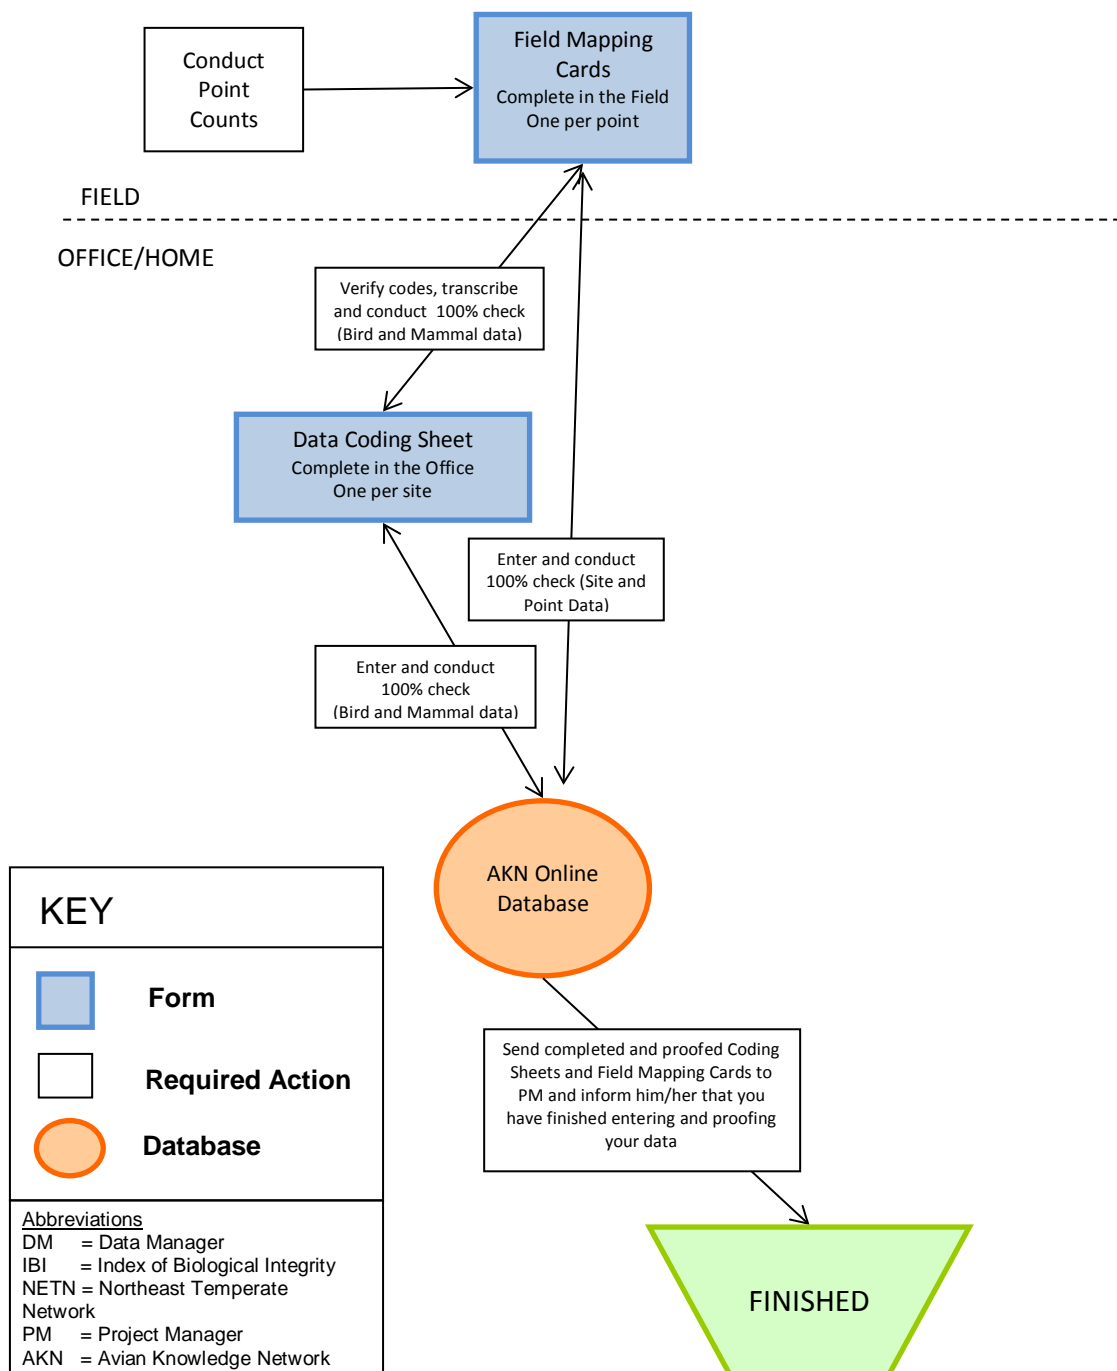 Conduct
Point
Counts
Field Mapping
Cards
Complete in the Field
One per point
FIELD
OFFICE/HOME
Verify codes, transcribe
and conduct  100% check
(Bird and Mammal data)
Data Coding Sheet
Complete in the Office
One per site
Enter and conduct
100% check (Site and
Point Data)
Enter and conduct
100% check
(Bird and Mammal data)
AKN Online
Database
Send completed and proofed Coding
Sheets and Field Mapping Cards to
PM and inform him/her that you
have finished entering and proofing
your data
FINISHED
KEY
Form
Required Action
Database
Abbreviations
DM = Data Manager
IBI = Index of Biological Integrity
NETN = Northeast Temperate
Network
PM = Project Manager
AKN = Avian Knowledge Network